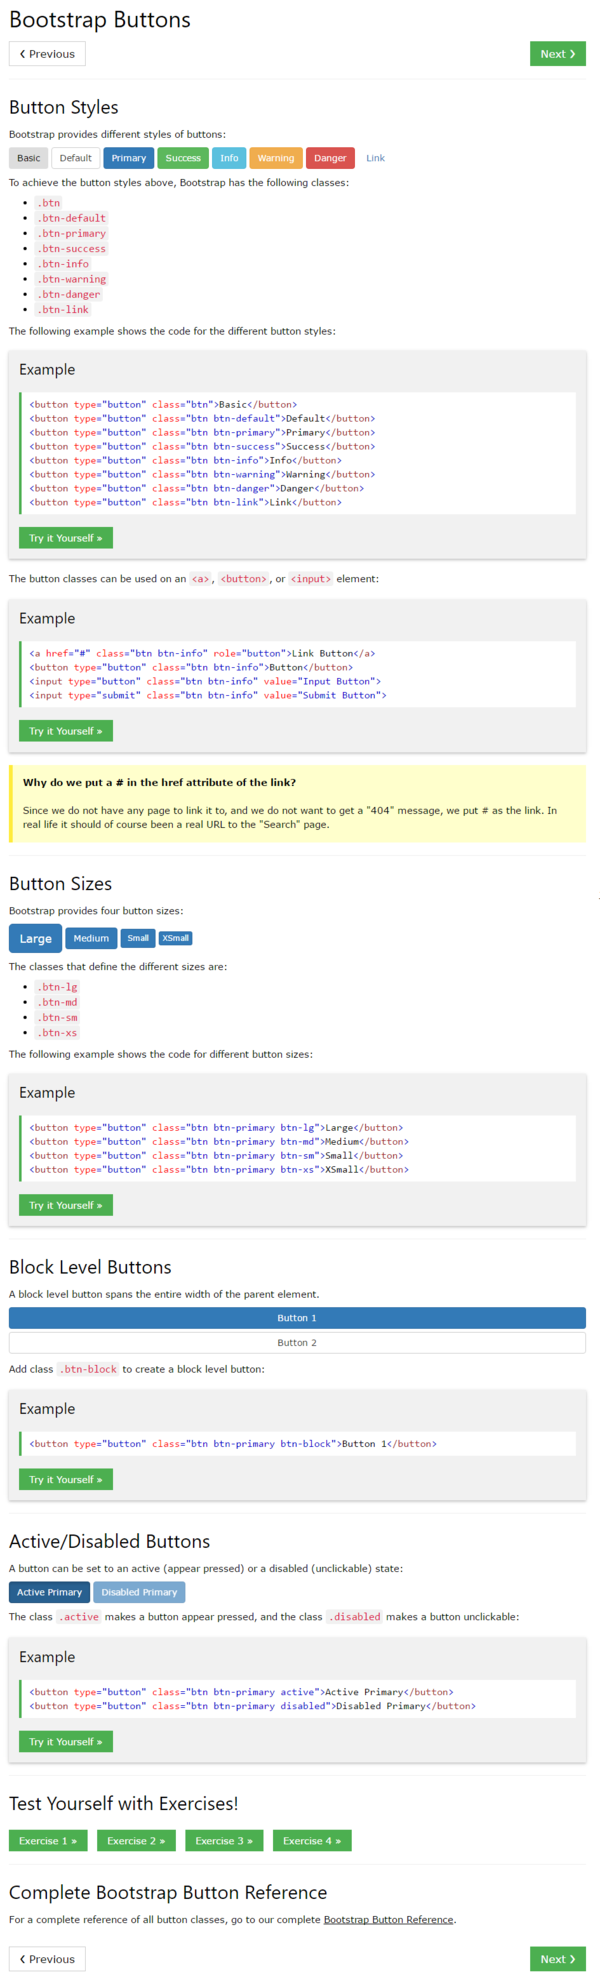 Bootstrap Buttons
❮ Previous
Next ❯
Button Styles
Bootstrap provides different styles of buttons:
Basic Default Primary Success Info Warning Danger Link
To achieve the button styles above, Bootstrap has the following classes:
• .btn
• .btn-default
• .btn-primary
• .btn-success
• .btn-info
• .btn-warning
• .btn-danger
• .btn-link
The following example shows the code for the different button styles:
Example
<button type="button" class="btn">Basic</button>
<button type="button" class="btn btn-default">Default</button>
<button type="button" class="btn btn-primary">Primary</button>
<button type="button" class="btn btn-success">Success</button>
<button type="button" class="btn btn-info">Info</button>
<button type="button" class="btn btn-warning">Warning</button>
<button type="button" class="btn btn-danger">Danger</button>
<button type="button" class="btn btn-link">Link</button>
Try it Yourself »
The button classes can be used on an <a>, <button>, or <input> element:
Example
<a href="#" class="btn btn-info" role="button">Link Button</a>
<button type="button" class="btn btn-info">Button</button>
<input type="button" class="btn btn-info" value="Input Button">
<input type="submit" class="btn btn-info" value="Submit Button">
Try it Yourself »
Why do we put a # in the href attribute of the link?
Since we do not have any page to link it to, and we do not want to get a "404" message, we put # as the link. In
real life it should of course been a real URL to the "Search" page.
Button Sizes
Bootstrap provides four button sizes:
Large Medium Small XSmall
The classes that define the different sizes are:
• .btn-lg
• .btn-md
• .btn-sm
• .btn-xs
The following example shows the code for different button sizes:
Example
<button type="button" class="btn btn-primary btn-lg">Large</button>
<button type="button" class="btn btn-primary btn-md">Medium</button>
<button type="button" class="btn btn-primary btn-sm">Small</button>
<button type="button" class="btn btn-primary btn-xs">XSmall</button>
Try it Yourself »
Block Level Buttons
A block level button spans the entire width of the parent element.
Button 1
Button 2
Add class .btn-block to create a block level button:
Example
<button type="button" class="btn btn-primary btn-block">Button 1</button>
Try it Yourself »
Active/Disabled Buttons
A button can be set to an active (appear pressed) or a disabled (unclickable) state:
Active Primary Disabled Primary
The class .active makes a button appear pressed, and the class .disabled makes a button unclickable:
Example
<button type="button" class="btn btn-primary active">Active Primary</button>
<button type="button" class="btn btn-primary disabled">Disabled Primary</button>
Try it Yourself »
Test Yourself with Exercises!
Exercise 1 » Exercise 2 » Exercise 3 » Exercise 4 »
Complete Bootstrap Button Reference
For a complete reference of all button classes, go to our complete Bootstrap Button Reference.
❮ Previous
Next ❯